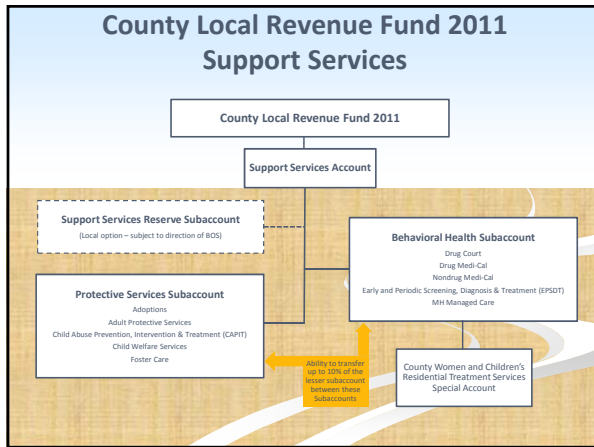 County Local Revenue Fund 2011
Support Services
County Local Revenue Fund 2011
Support Services Account
Support Services Reserve Subaccount
(Local option – subject to direction of BOS)
Behavioral Health Subaccount
Drug Court
Drug Medi-Cal
Nondrug Medi-Cal
Early and Periodic Screening, Diagnosis & Treatment (EPSDT)
MH Managed Care
Protective Services Subaccount
Adoptions
Adult Protective Services
Child Abuse Prevention, Intervention & Treatment (CAPIT)
Child Welfare Services
Foster Care
Ability to transfer
up to 10% of the
lesser subaccount
between these
Subaccounts
County Women and Children's
Residential Treatment Services
Special Account